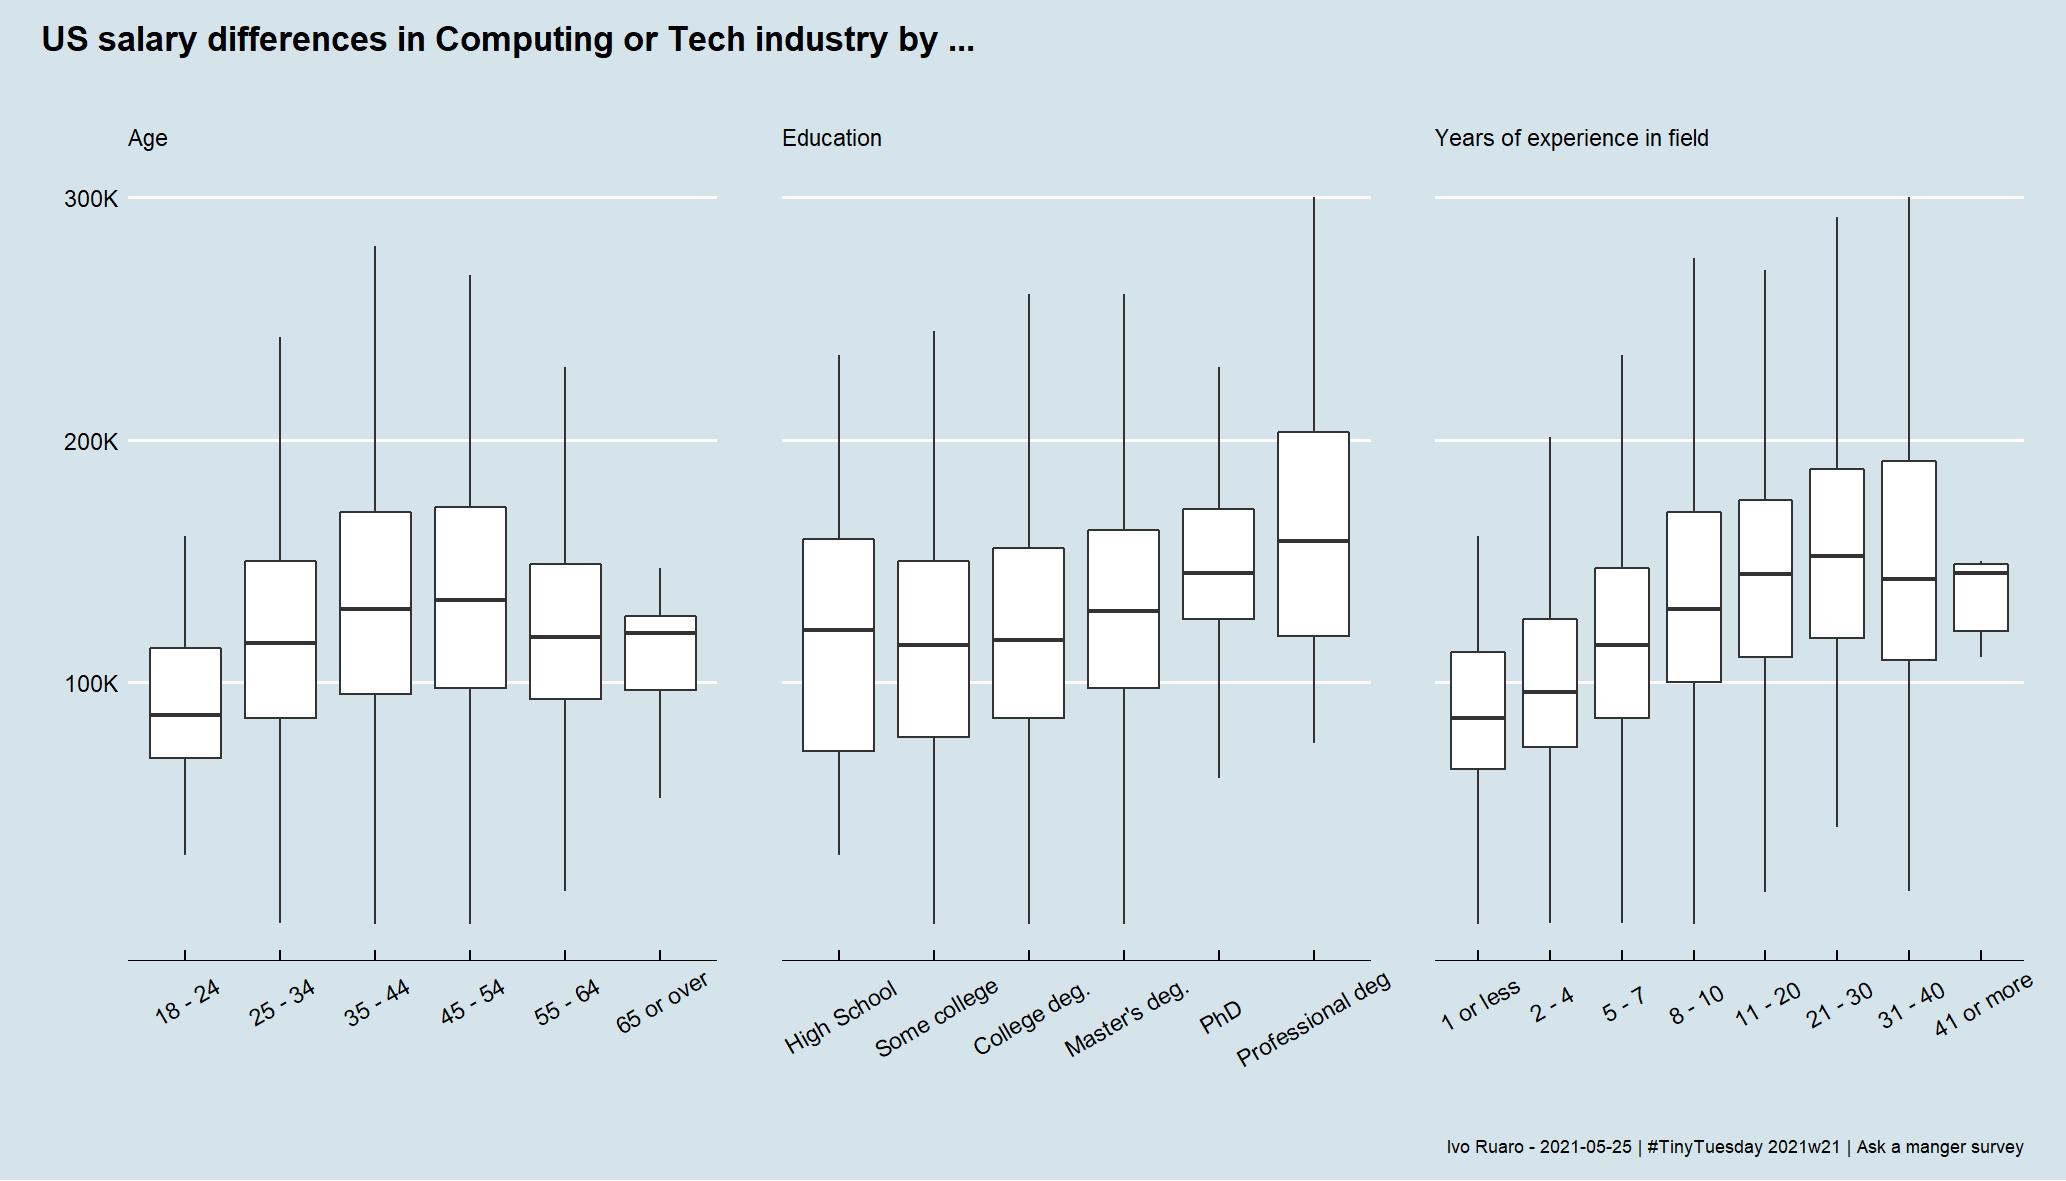 US salary differences in Computing or Tech industry by ...
Age
Education
Years of experience in field
300K
200K
100K
18 - 24
25 - 34
35 - 44
45 - 54
55 - 64
65 or over
High School
Some college
College deg.
Master's deg.
PhD
Professional deg
1 or less
2 - 4
5 - 7
8 - 10
11 - 20
21 - 30
31 - 40
41 or more
Ivo Ruaro - 2021-05-25 | #TinyTuesday 2021w21 | Ask a manger survey